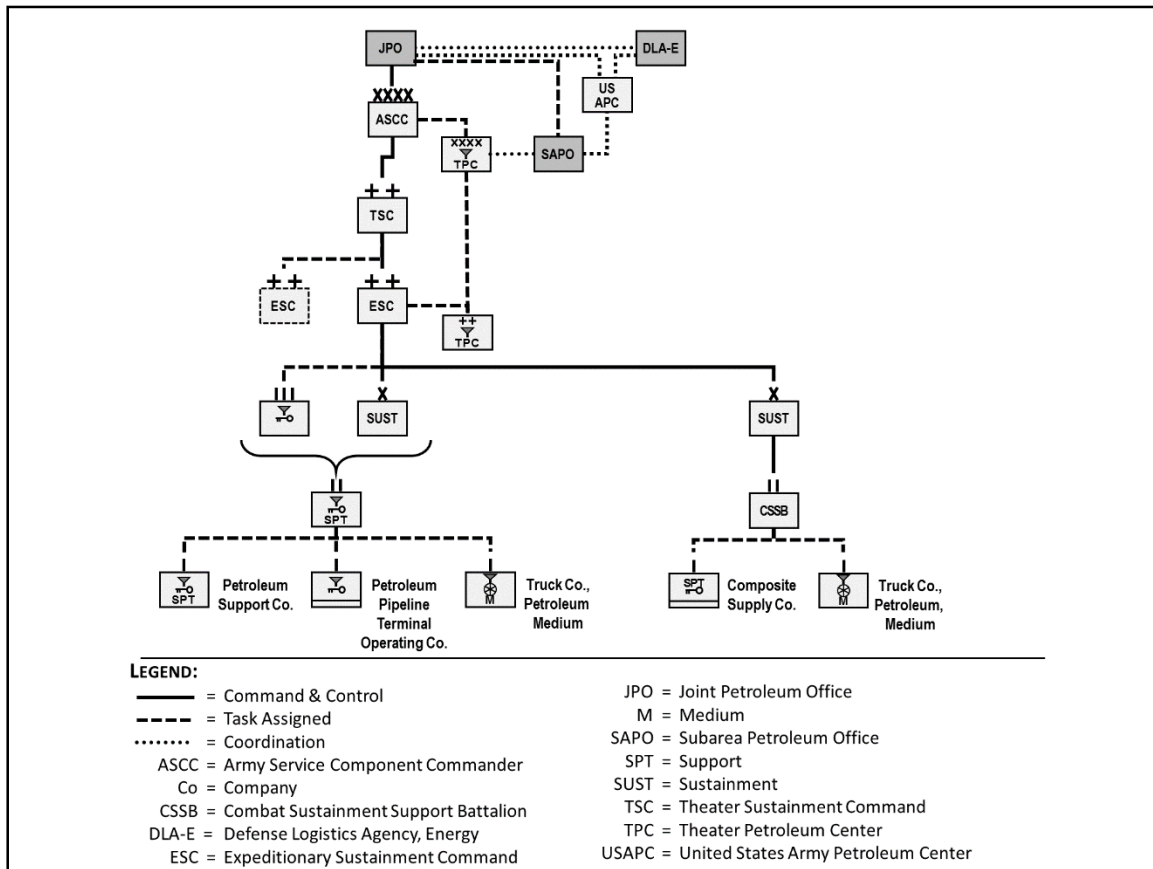 JPO
DLA-E
US
APC
XXXX
ASCC
XXXX
TPC
SAPO
+ +
TSC
+ +
ESC
+ +
ESC
++
TPC
III
X
SUST
X
SUST
II
SPT
II
CSSB
SPT
Petroleum
Support Co.
Petroleum
Pipeline
Terminal
Operating Co.
M
Truck Co.,
Petroleum
Medium
SPT
Composite
Supply Co.
M
Truck Co.,
Petroleum,
Medium
LEGEND:
= Command & Control
= Task Assigned
= Coordination
ASCC = Army Service Component Commander
Co = Company
CSSB = Combat Sustainment Support Battalion
DLA-E = Defense Logistics Agency, Energy
ESC = Expeditionary Sustainment Command
JPO = Joint Petroleum Office
M = Medium
SAPO = Subarea Petroleum Office
SPT = Support
SUST = Sustainment
TSC = Theater Sustainment Command
TPC = Theater Petroleum Center
USAPC = United States Army Petroleum Center